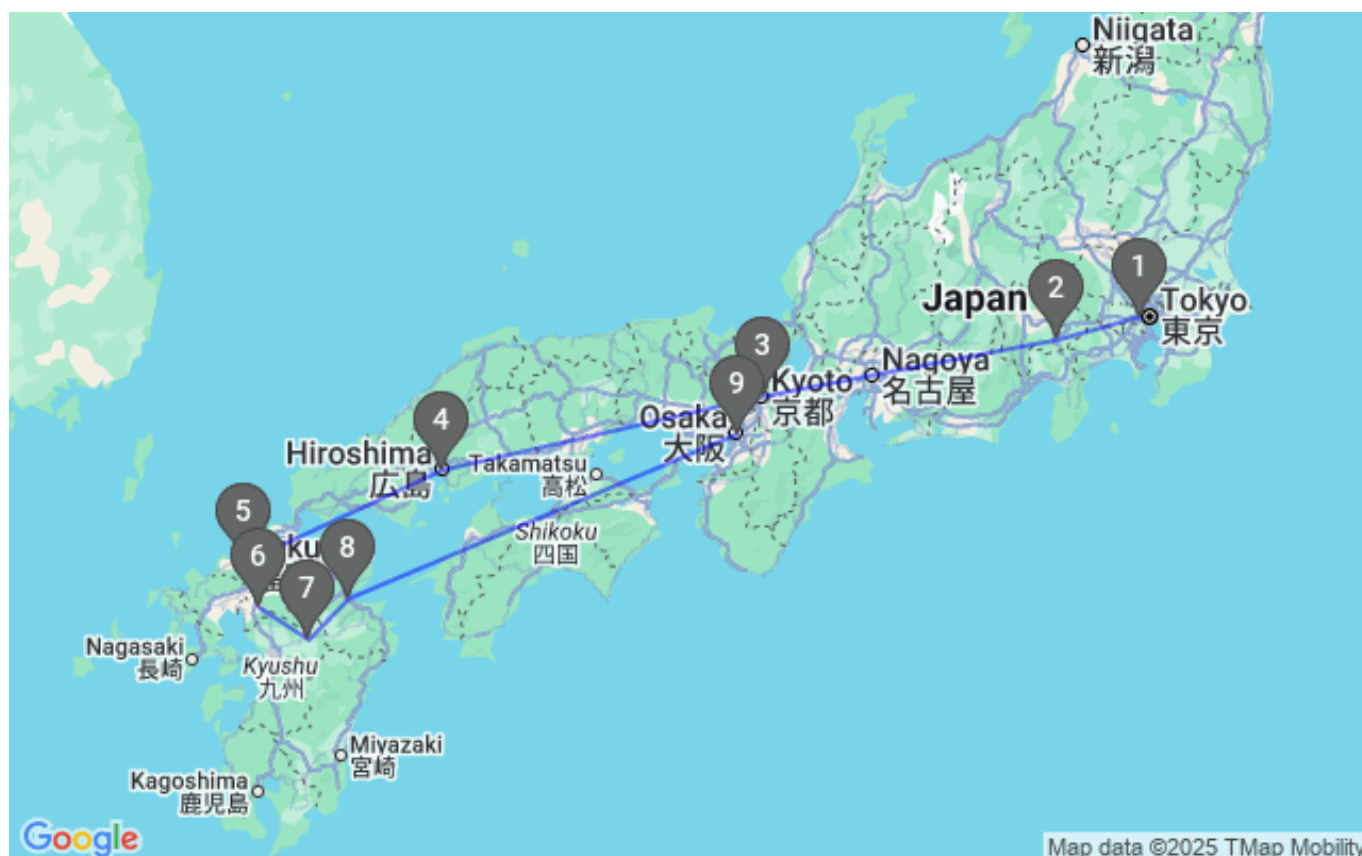 Niigata
新潟
1
2
Japan
Tokyo
東京
3
Nagoya
名古屋
9
Kyoto
京都
Osaka
大阪
4
Hiroshima
広島
Takamatsu
高松
5
Shikoku
四国
6
8
7
Nagasaki
長崎
Kyushu
九州
Miyazaki
宮崎
Kagoshima
鹿児島
Google
Map data ©2025 TMap Mobility